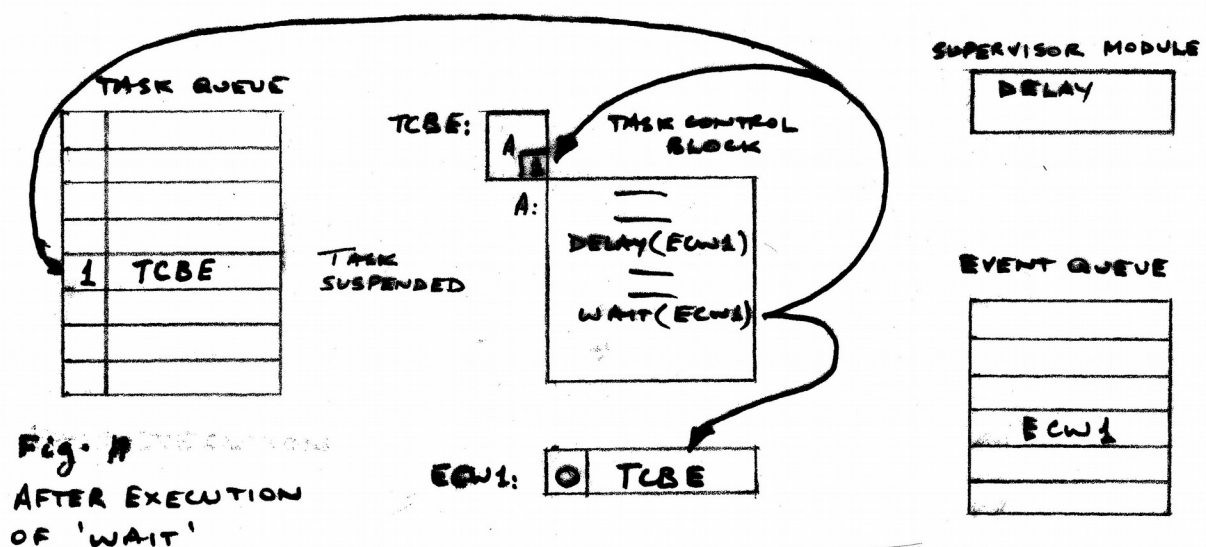 SUPERVISOR MODULE
DELAY
TASK QUEUE
1 TCBE
TASK
SUSPENDED
TCBE:
A
TASK CONTROL
BLOCK
A:
DELAY(ECW1)
WAIT(ECW1)
EVENT QUEUE
ECW1
ECW1: 0 TCBE
Fig.
AFTER EXECUTION
OF 'WAIT'